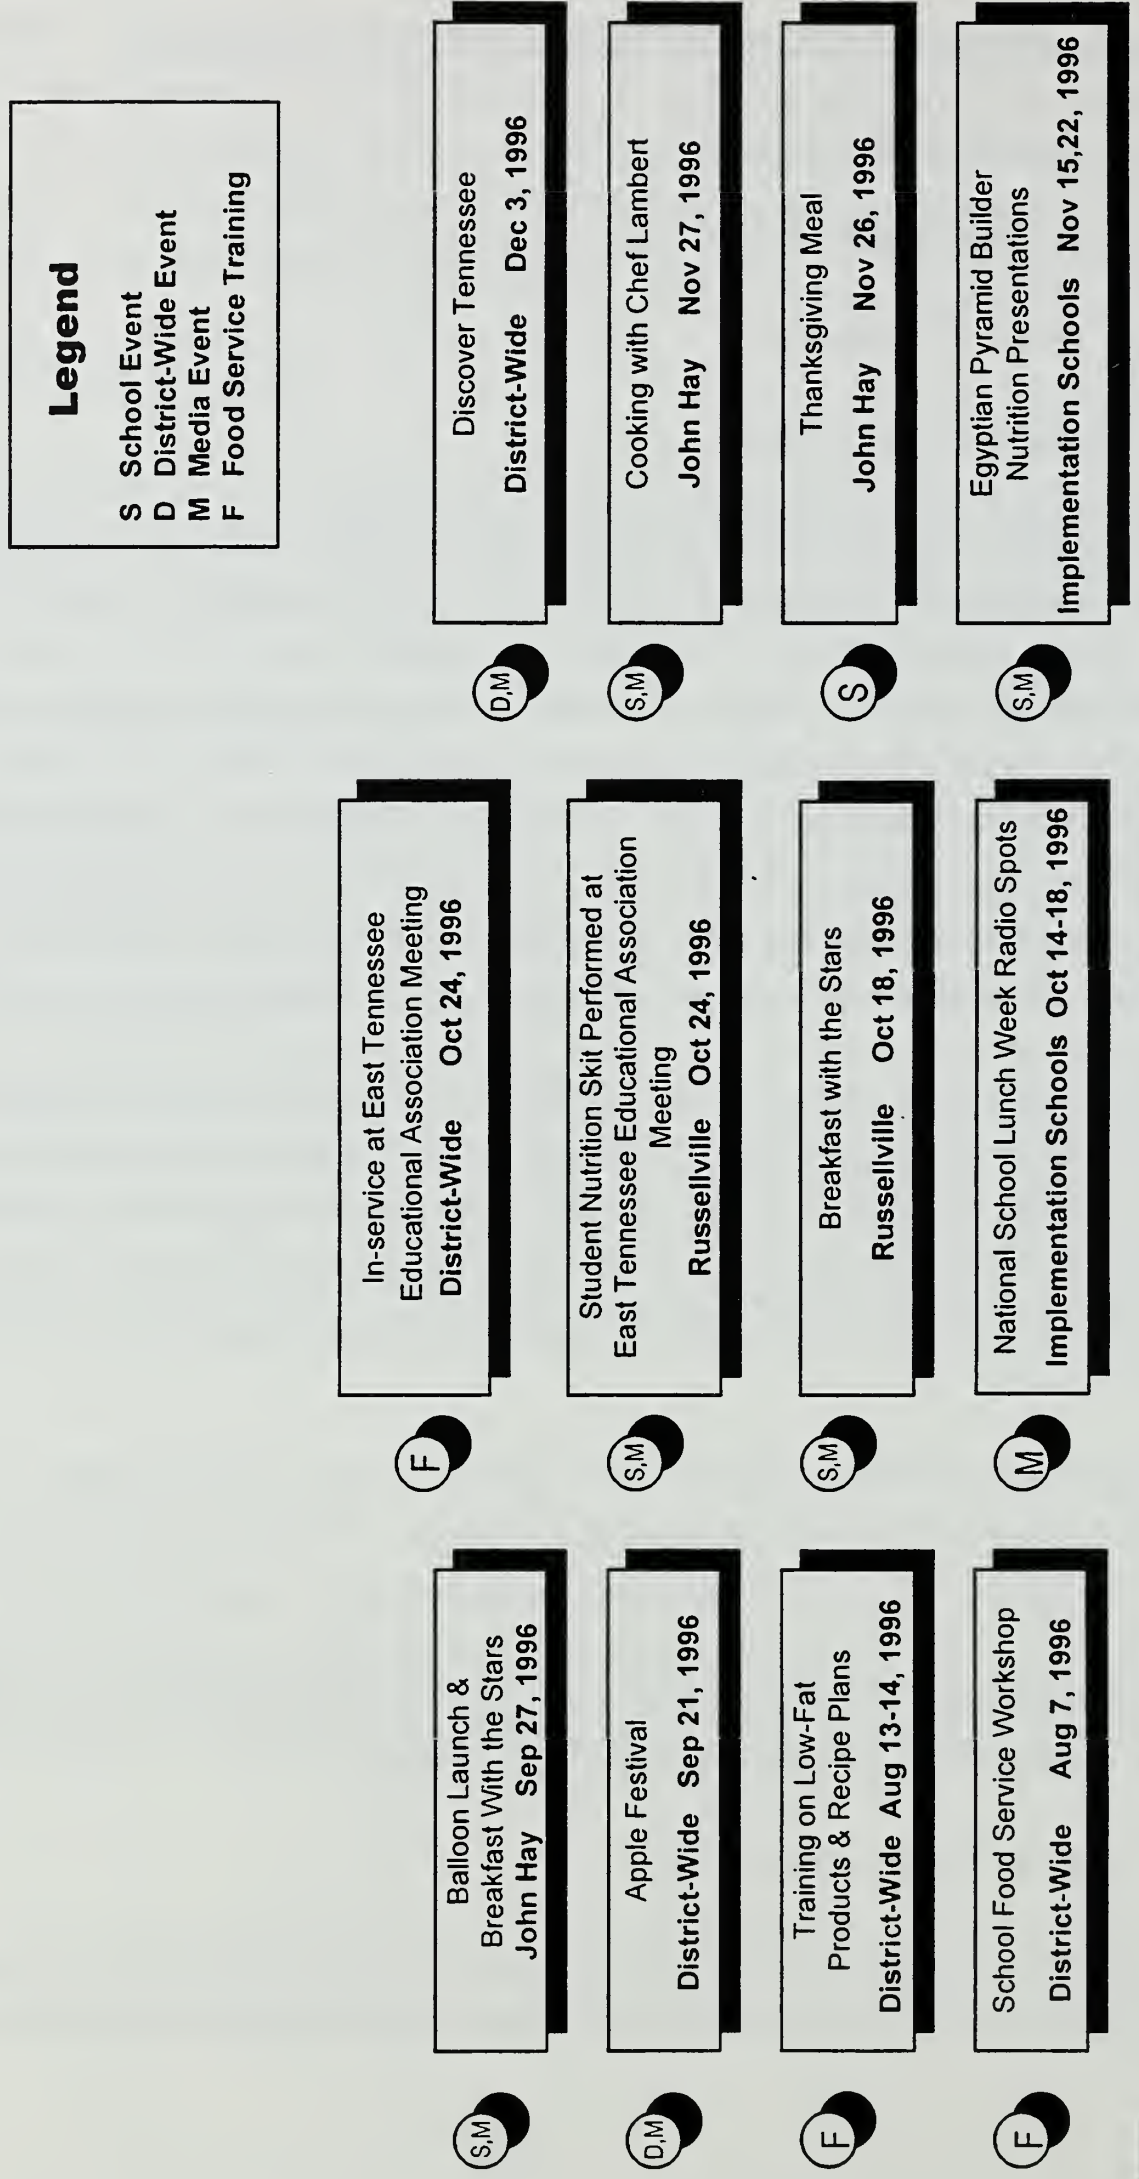 Legend
S School Event
D District-Wide Event
M Media Event
F Food Service Training
S,M
Balloon Launch &
Breakfast With the Stars
John Hay Sep 27, 1996
D,M
Apple Festival
District-Wide Sep 21, 1996
F
Training on Low-Fat
Products & Recipe Plans
District-Wide Aug 13-14, 1996
F
School Food Service Workshop
District-Wide Aug 7, 1996
F
In-service at East Tennessee
Educational Association Meeting
District-Wide Oct 24, 1996
S,M
Student Nutrition Skit Performed at
East Tennessee Educational Association
Meeting
Russellville Oct 24, 1996
S,M
Breakfast with the Stars
Russellville Oct 18, 1996
M
National School Lunch Week Radio Spots
Implementation Schools Oct 14-18, 1996
D,M
Discover Tennessee
District-Wide Dec 3, 1996
S,M
Cooking with Chef Lambert
John Hay Nov 27, 1996
S
Thanksgiving Meal
John Hay Nov 26, 1996
S,M
Egyptian Pyramid Builder
Nutrition Presentations
Implementation Schools Nov 15,22, 1996